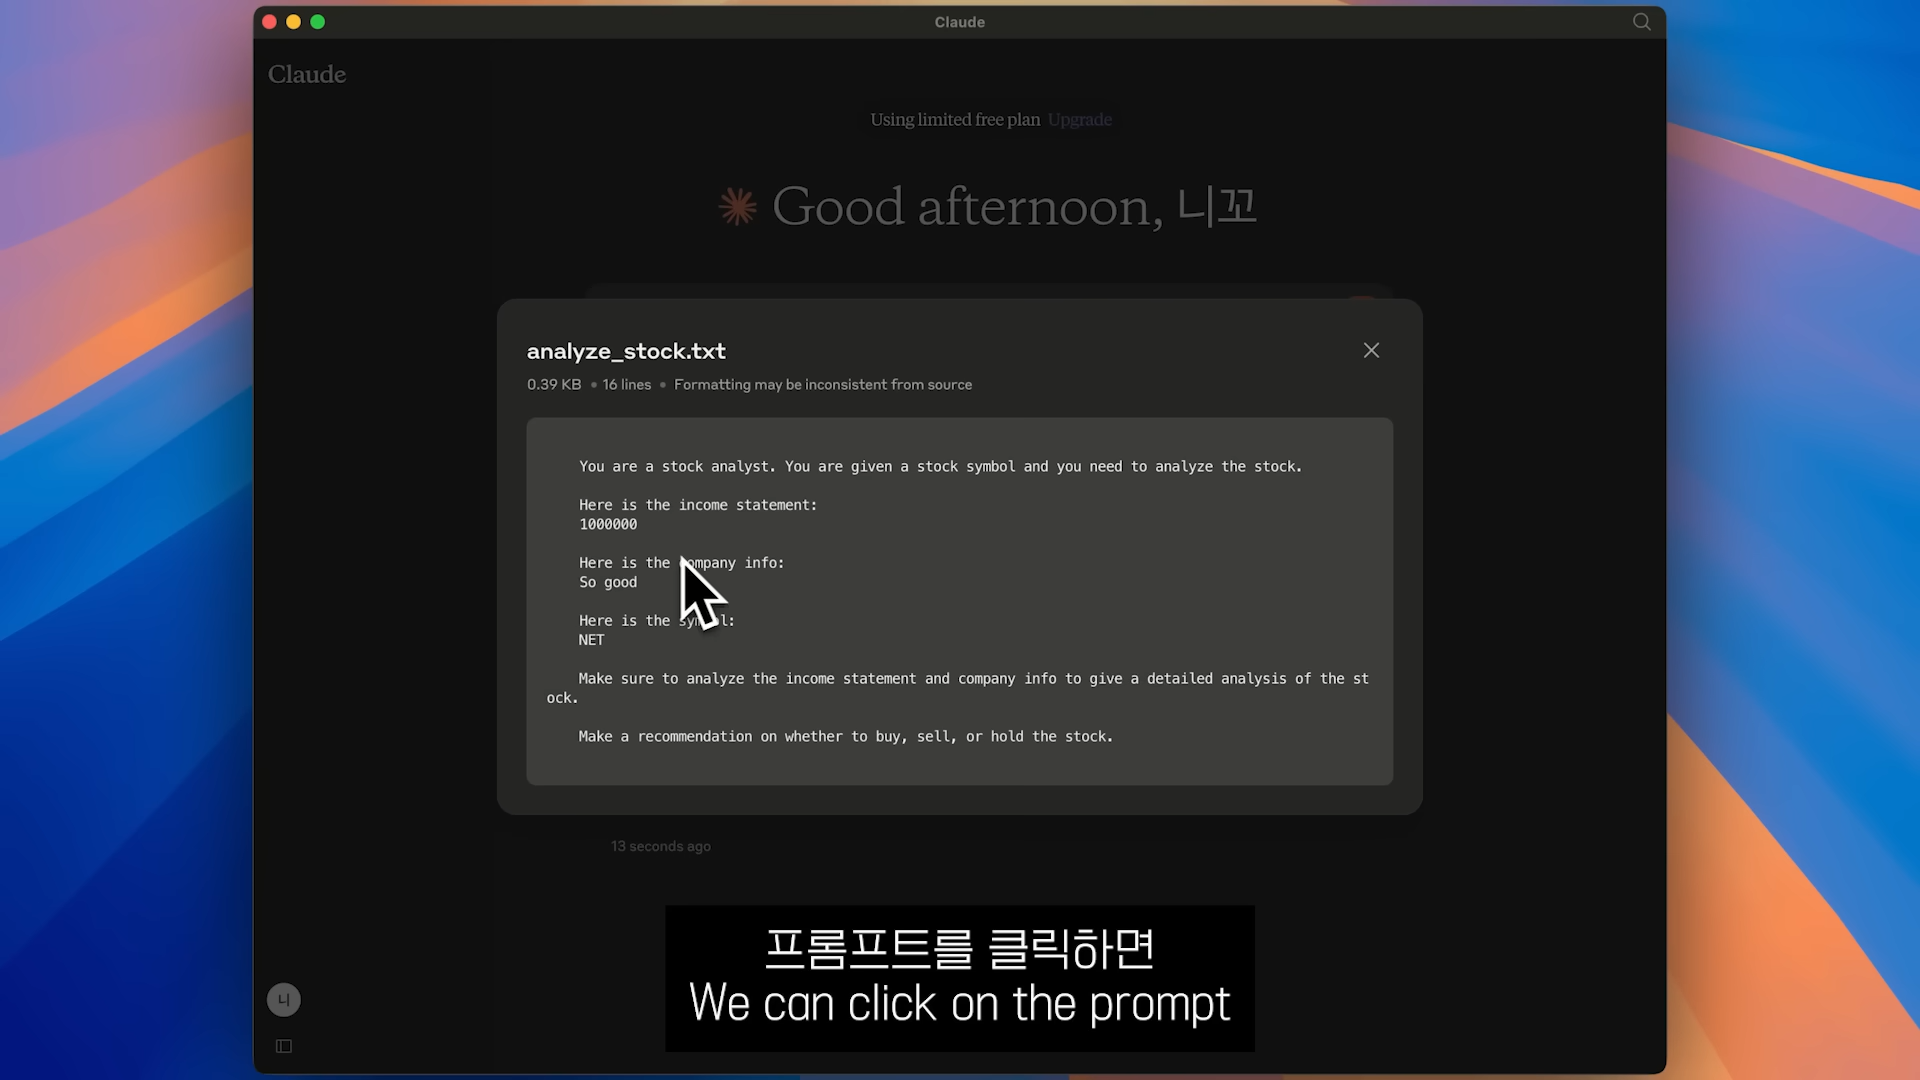 Claude
Claude
Using limited free plan Upgrade
Good afternoon, 니꼬
analyze_stock.txt
0.39 KB • 16 lines • Formatting may be inconsistent from source
You are a stock analyst. You are given a stock symbol and you need to analyze the stock.
Here is the income statement:
1000000
Here is the company info:
So good
Here is the symbol:
NET
Make sure to analyze the income statement and company info to give a detailed analysis of the st
ock.
Make a recommendation on whether to buy, sell, or hold the stock.
13 seconds ago
프롬프트를 클릭하면
We can click on the prompt
니